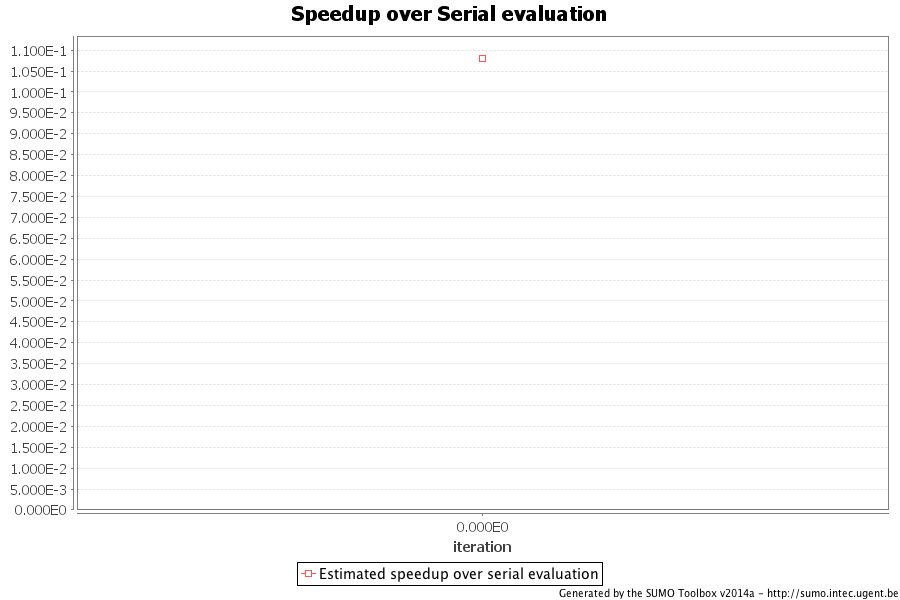 Speedup over Serial evaluation
1.100E-1
1.050E-1
1.000E-1
9.500E-2
9.000E-2
8.500E-2
8.000E-2
7.500E-2
7.000E-2
6.500E-2
6.000E-2
5.500E-2
5.000E-2
4.500E-2
4.000E-2
3.500E-2
3.000E-2
2.500E-2
2.000E-2
1.500E-2
1.000E-2
5.000E-3
0.000E0
0.000E0
iteration
Estimated speedup over serial evaluation
Generated by the SUMO Toolbox v2014a - http://sumo.intec.ugent.be